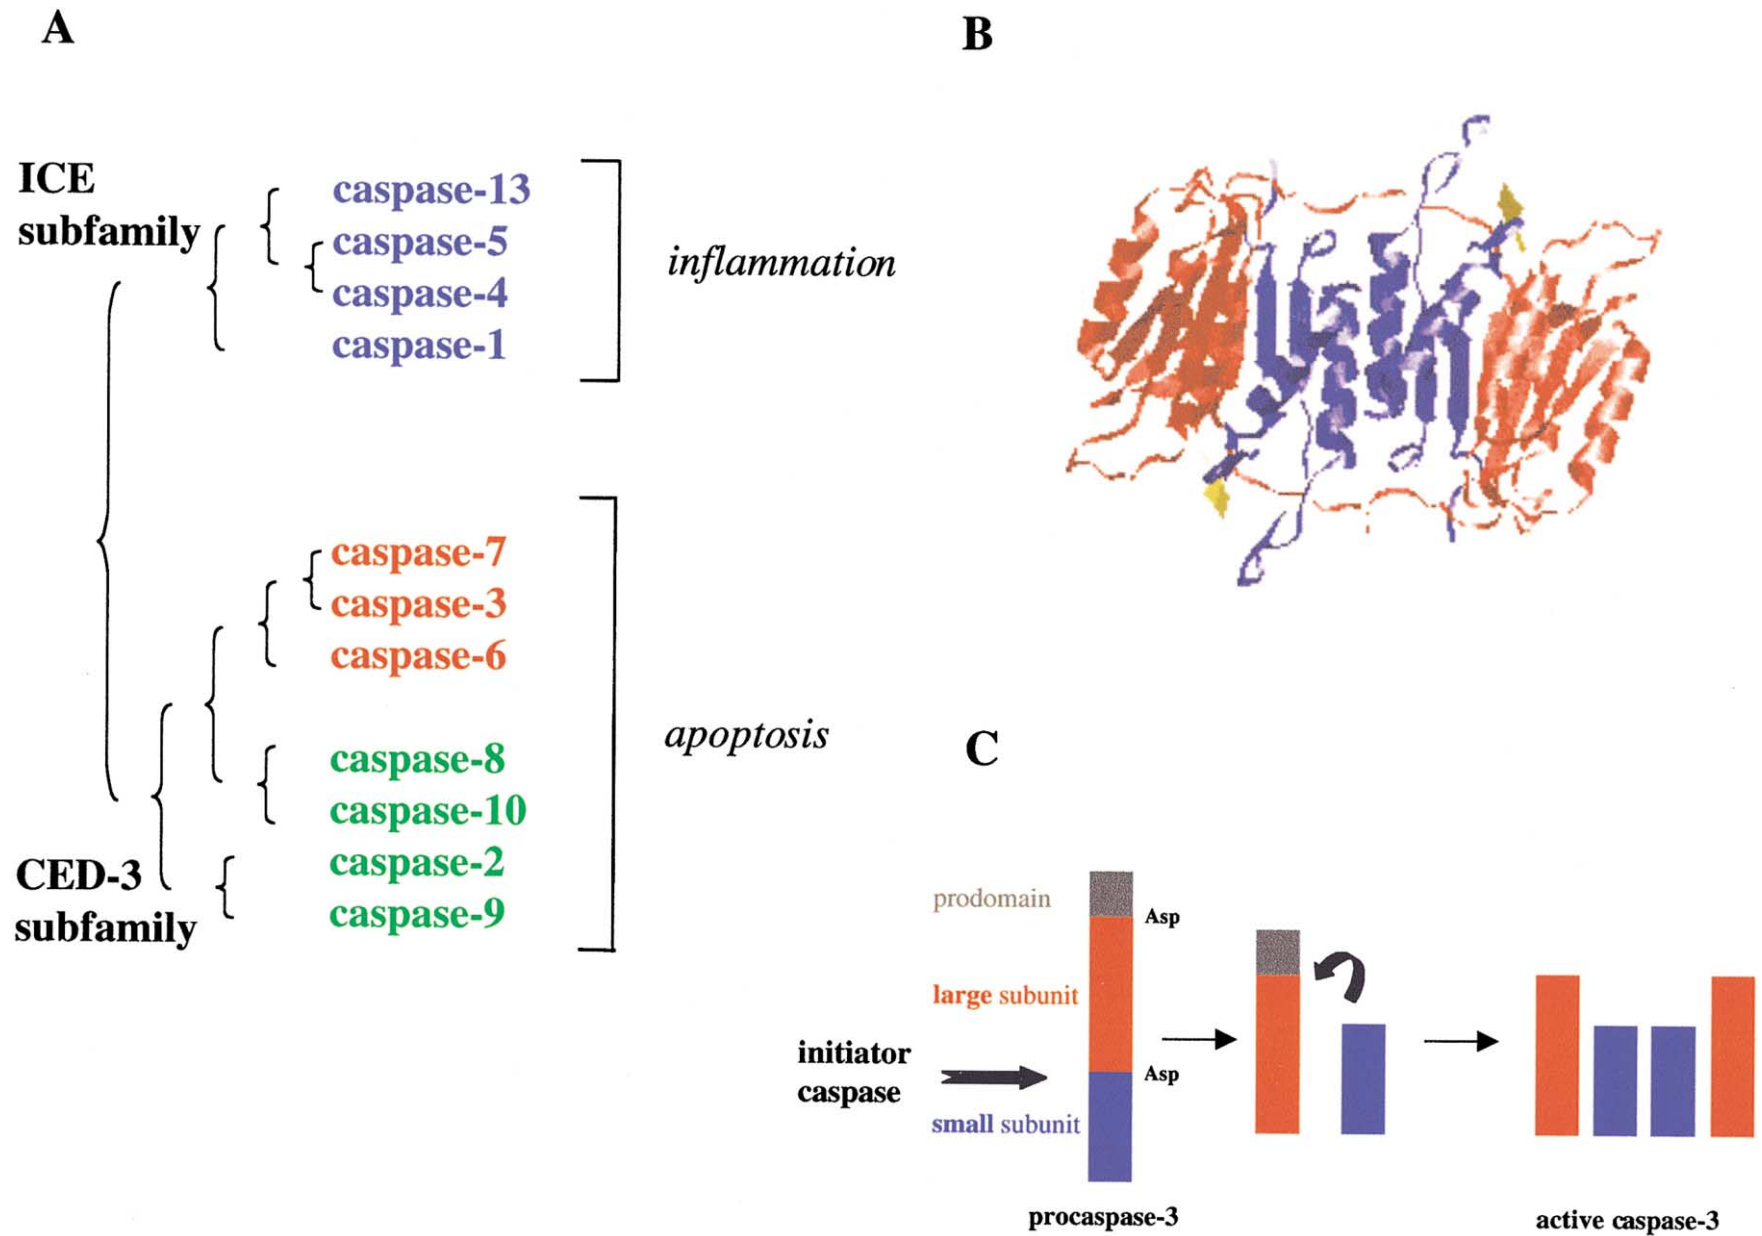 A
ICE
subfamily
caspase-13
caspase-5
caspase-4
caspase-1
inflammation
caspase-7
caspase-3
caspase-6
caspase-8
caspase-10
caspase-2
caspase-9
apoptosis
CED-3
subfamily
B
C
prodomain
Asp
large subunit
initiator
caspase
Asp
small subunit
procaspase-3
active caspase-3